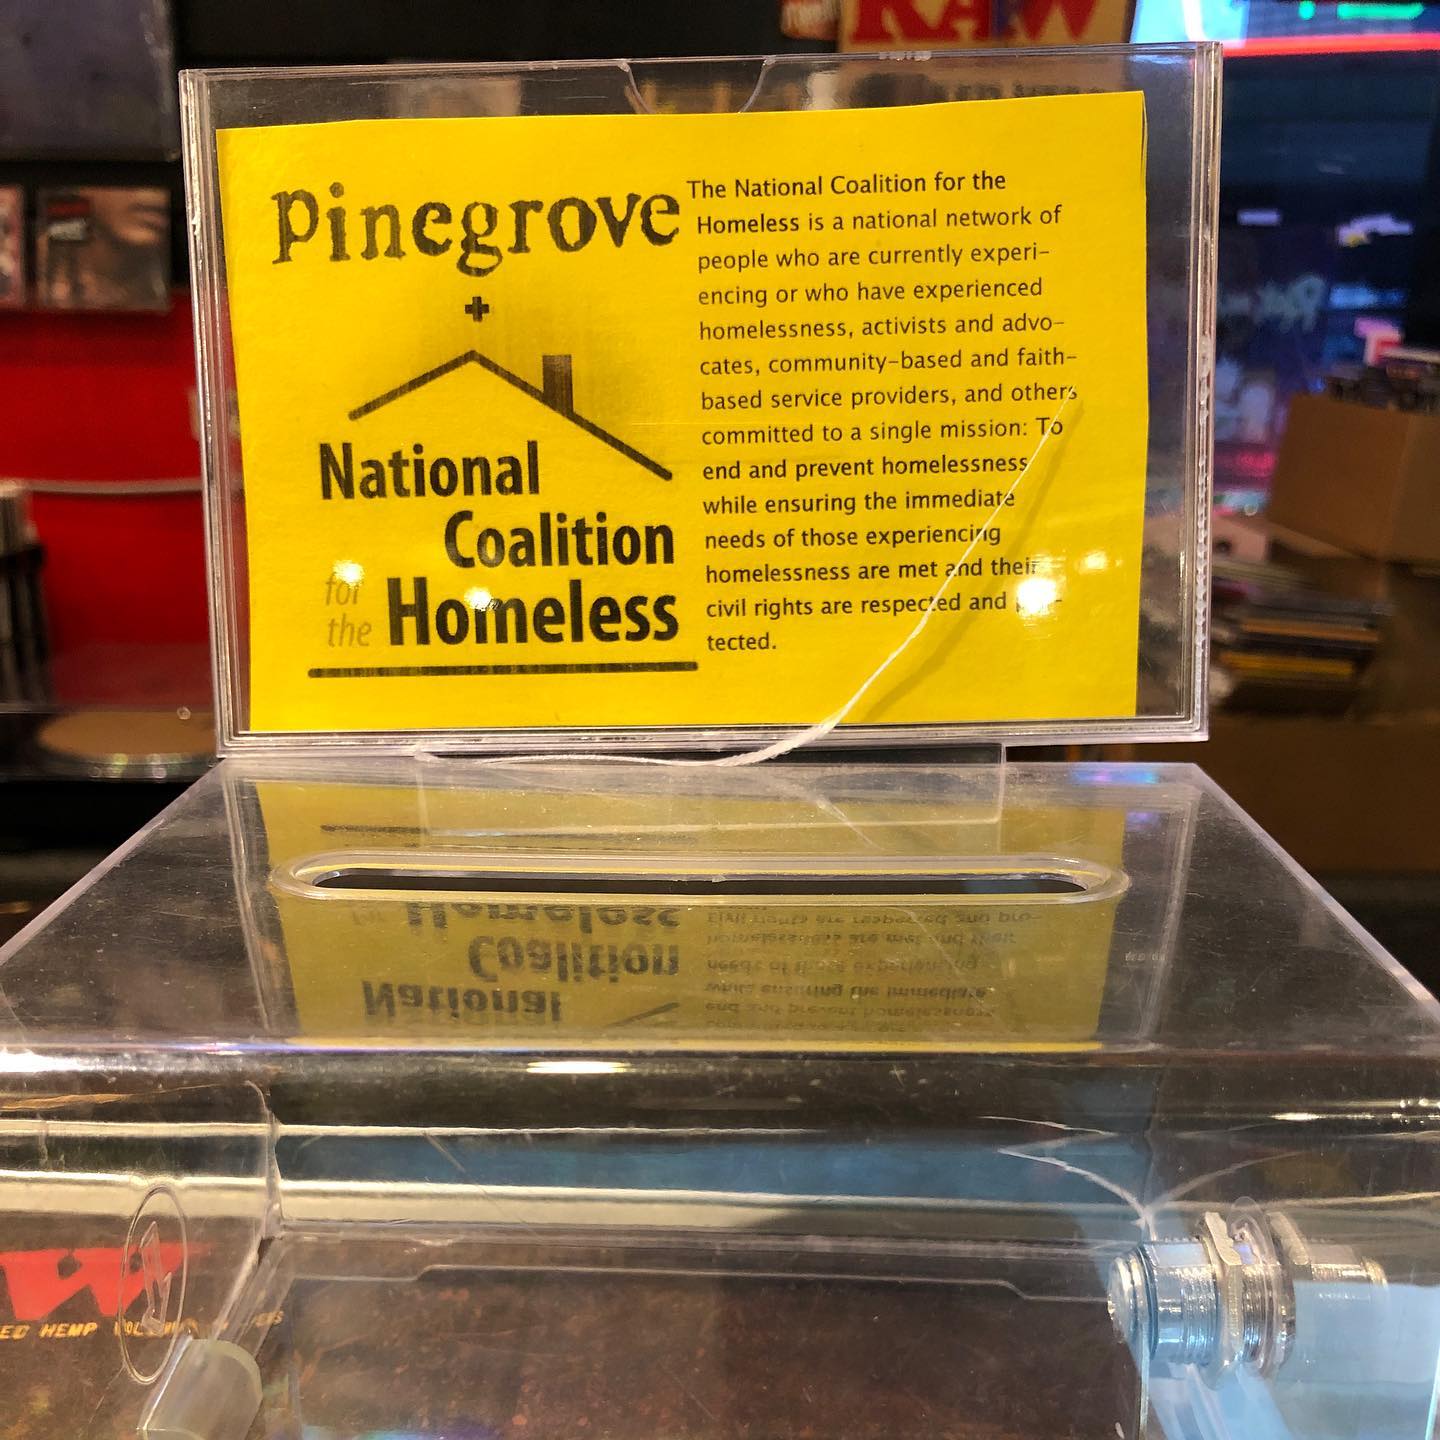 RAW
Pinegrove
+
National
Coalition
for
the Homeless
The National Coalition for the
Homeless is a national network of
people who are currently experi-
encing or who have experienced
homelessness, activists and advo-
cates, community-based and faith-
based service providers, and others
committed to a single mission: To
end and prevent homelessness
while ensuring the immediate
needs of those experiencing
homelessness are met and their
civil rights are respected and
tected.
HEMP